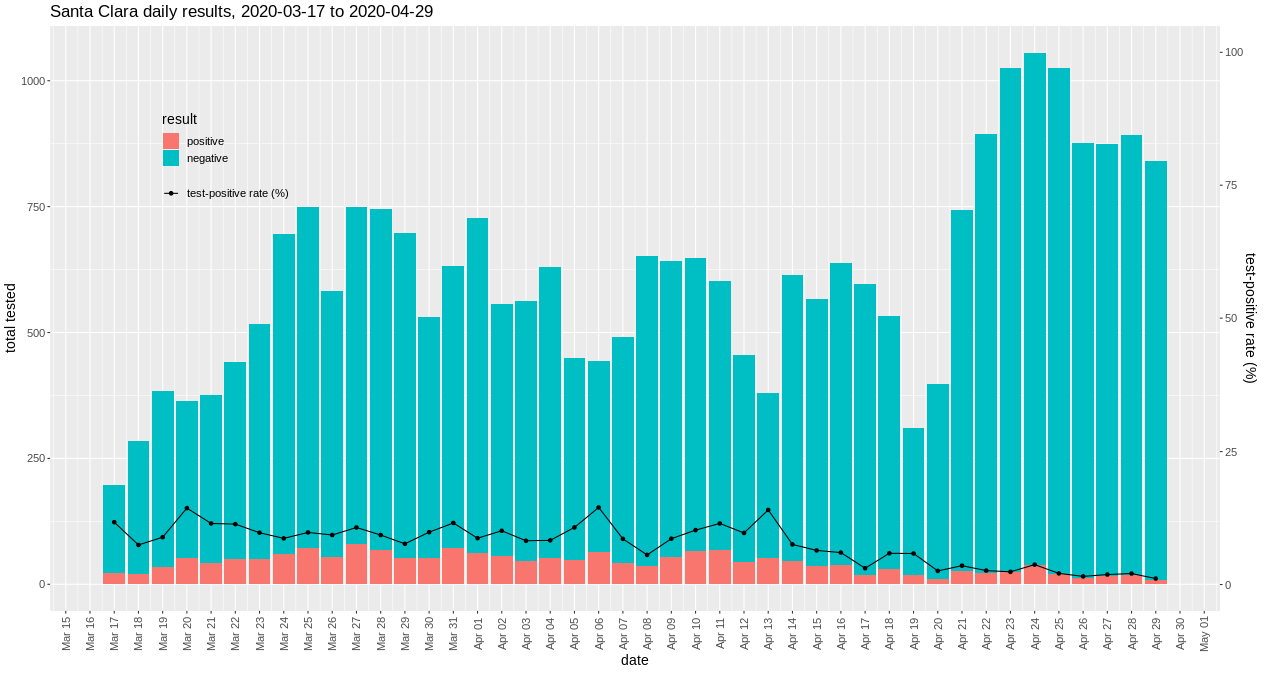 Santa Clara daily results, 2020-03-17 to 2020-04-29
result
positive
negative
test-positive rate (%)
total tested
1000
750
500
250
0
100
75
50
25
0
test-positive rate (%)
Mar 15
Mar 16
Mar 17
Mar 18
Mar 19
Mar 20
Mar 21
Mar 22
Mar 23
Mar 24
Mar 25
Mar 26
Mar 27
Mar 28
Mar 29
Mar 30
Mar 31
Apr 01
Apr 02
Apr 03
Apr 04
Apr 05
Apr 06
Apr 07
Apr 08
Apr 09
Apr 10
Apr 11
Apr 12
Apr 13
Apr 14
Apr 15
Apr 16
Apr 17
Apr 18
Apr 19
Apr 20
Apr 21
Apr 22
Apr 23
Apr 24
Apr 25
Apr 26
Apr 27
Apr 28
Apr 29
Apr 30
May 01
date